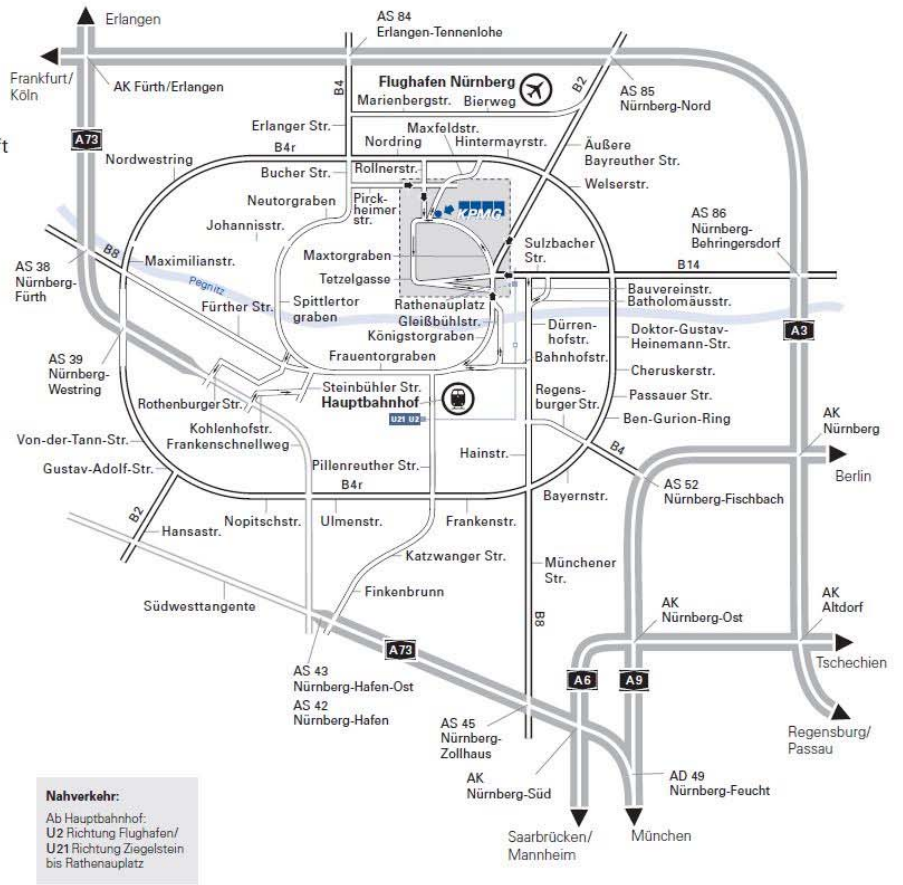 Erlangen
AS 84
Erlangen-Tennenlohe
Frankfurt/
Köln
AK Fürth/Erlangen
B4
Flughafen Nürnberg
B2
AS 85
Nürnberg-Nord
Marienbergstr.
Bierweg
A73
ft
Erlanger Str.
Maxfeldstr.
B4r
Nordring
Hintermayrstr.
Äußere
Bayreuther Str.
Nordwestring
Bucher Str.
Rollnerstr.
Welserstr.
Neutorgraben
Pirck-
heimer
str.
KPMG
Johannisstr.
AS 86
Nürnberg-
Behringersdorf
Sulzbacher
Str.
B8
Maximilianstr.
Maxtorgraben
B14
AS 38
Nürnberg-
Fürth
Pegnitz
Tetzelgasse
Bauvereinstr.
Batholomäusstr.
Fürther Str.
Spittlertor
graben
Rathenauplatz
Gleißbühlstr.
Königstorgraben
Dürren-
hofstr.
Doktor-Gustav-
Heinemann-Str.
A3
AS 39
Nürnberg-
Westring
Frauentorgraben
Bahnhofstr.
Cheruskerstr.
Steinbühler Str.
Hauptbahnhof
Regens-
burger Str.
Passauer Str.
Rothenburger Str.
U21 U2
Ben-Gurion-Ring
Kohlenhofstr.
Frankenschnellweg
AK
Nürnberg
Von-der-Tann-Str.
B4
Gustav-Adolf-Str.
Pillenreuther Str.
Hainstr.
Berlin
AS 52
Nürnberg-Fischbach
B4r
Bayernstr.
B2
Hansastr.
Nopitschstr.
Ulmenstr.
Frankenstr.
Katzwanger Str.
Münchener
Str.
Finkenbrunn
Südwesttangente
B8
AK
Nürnberg-Ost
AK
Altdorf
A73
Tschechien
AS 43
Nürnberg-Hafen-Ost
AS 42
Nürnberg-Hafen
A6
A9
AS 45
Nürnberg-
Zollhaus
Regensburg/
Passau
AK
Nürnberg-Süd
AD 49
Nürnberg-Feucht
Saarbrücken/
Mannheim
München
Nahverkehr:
Ab Hauptbahnhof:
U2 Richtung Flughafen/
U21 Richtung Ziegelstein
bis Rathenauplatz